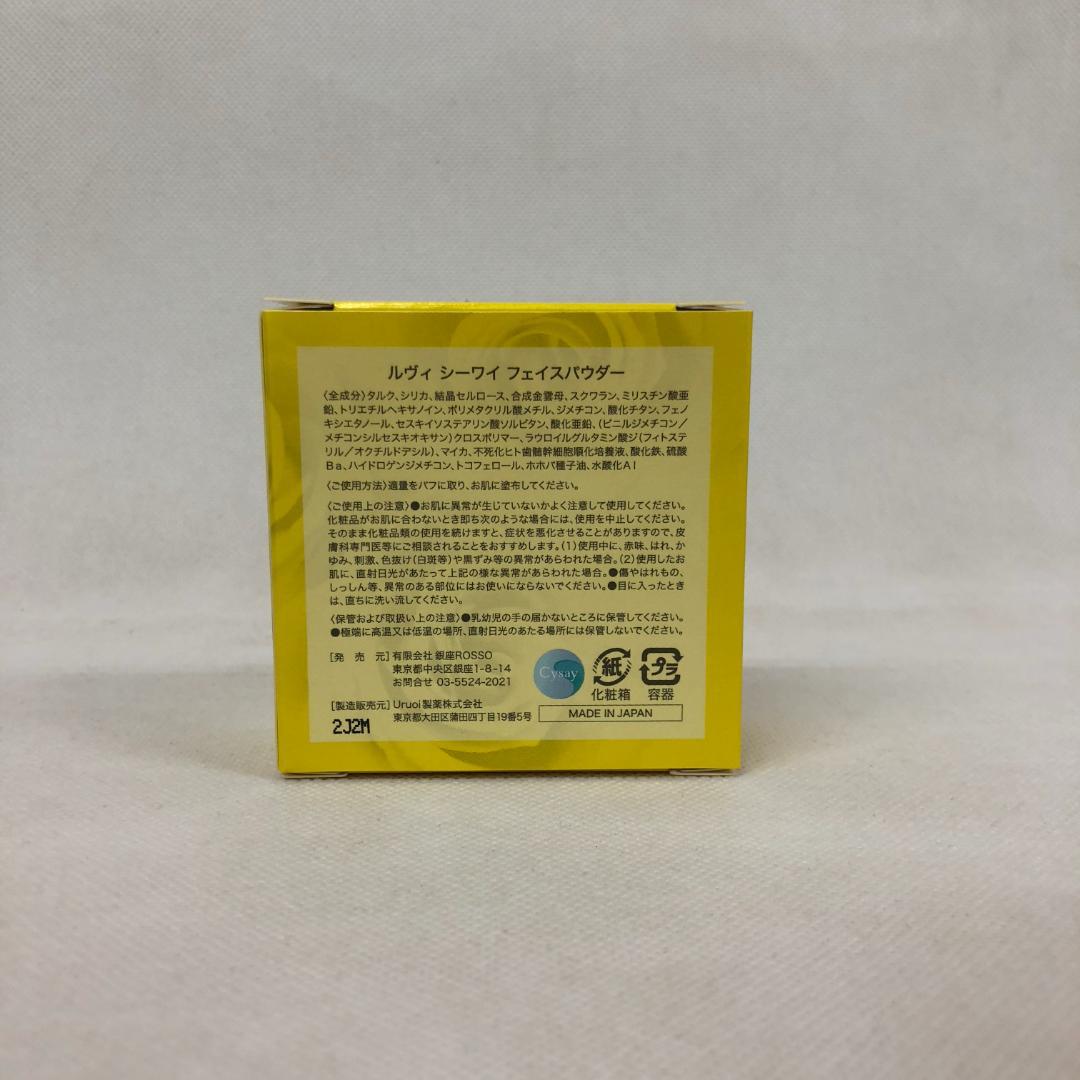 ルヴィ シーワイ フェイスパウダー
〈全成分〉タルク、シリカ、結晶セルロース、合成金雲母、スクワラン、ミリスチン酸亜
鉛、トリエチルヘキサノイン、ポリメタクリル酸メチル、ジメチコン、酸化チタン、フェノ
キシエタノール、セスキイソステアリン酸ソルビタン、酸化亜鉛、(ビニルジメチコン/
メチコンシルセスキオキサン)クロスポリマー、ラウロイルグルタミン酸ジ(フィトステ
リル/オクチルドデシル)、マイカ、不死化ヒト歯髄幹細胞順化培養液、酸化鉄、硫酸
Ba、ハイドロゲンジメチコン、トコフェロール、ホホバ種子油、水酸化Al
〈ご使用方法〉適量をパフに取り、お肌に塗布してください。
〈ご使用上の注意〉●お肌に異常が生じていないかよく注意して使用してください。
化粧品がお肌に合わないとき即ち次のような場合には、使用を中止してください。
そのまま化粧品類の使用を続けますと、症状を悪化させることがありますので、皮
膚科専門医等にご相談されることをおすすめします。(1)使用中に、赤味、はれ、か
ゆみ、刺激、色抜け(白斑等)や黒ずみ等の異常があらわれた場合。(2)使用したお
肌に、直射日光があたって上記の様な異常があらわれた場合。●傷やはれもの、
しっしん等、異常のある部位にはお使いにならないでください。●目に入ったとき
は、直ちに洗い流してください。
〈保管および取扱い上の注意〉●乳幼児の手の届かないところに保管してください。
●極端に高温又は低温の場所、直射日光のあたる場所には保管しないでください。
[発売元]有限会社 銀座ROSSO
東京都中央区銀座1-8-14
お問合せ 03-5524-2021
[製造販売元]Uruoi製薬株式会社
東京都大田区蒲田四丁目19番5号
2J2M
Cysay
紙
化粧箱
プラ
容器
MADE IN JAPAN